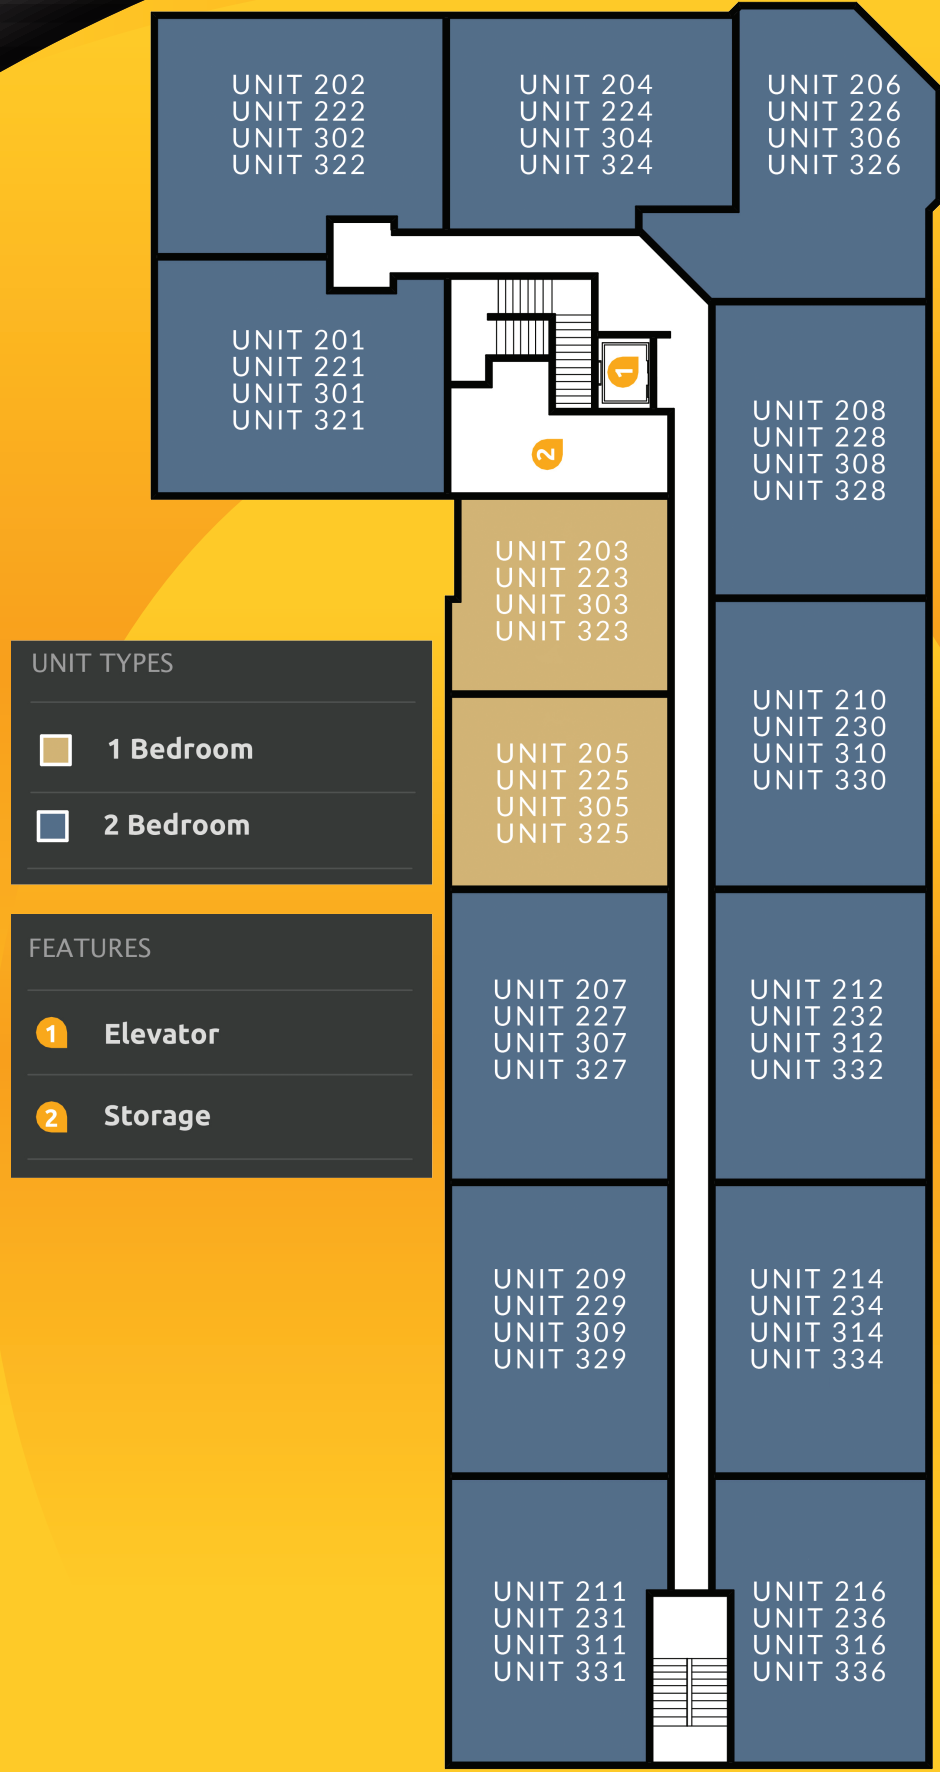 UNIT 202
UNIT 222
UNIT 302
UNIT 322
UNIT 204
UNIT 224
UNIT 304
UNIT 324
UNIT 206
UNIT 226
UNIT 306
UNIT 326
UNIT 201
UNIT 221
UNIT 301
UNIT 321
1
2
UNIT 208
UNIT 228
UNIT 308
UNIT 328
UNIT 203
UNIT 223
UNIT 303
UNIT 323
UNIT 205
UNIT 225
UNIT 305
UNIT 325
UNIT 210
UNIT 230
UNIT 310
UNIT 330
UNIT TYPES
1 Bedroom
2 Bedroom
FEATURES
1 Elevator
2 Storage
UNIT 207
UNIT 227
UNIT 307
UNIT 327
UNIT 212
UNIT 232
UNIT 312
UNIT 332
UNIT 209
UNIT 229
UNIT 309
UNIT 329
UNIT 214
UNIT 234
UNIT 314
UNIT 334
UNIT 211
UNIT 231
UNIT 311
UNIT 331
UNIT 216
UNIT 236
UNIT 316
UNIT 336